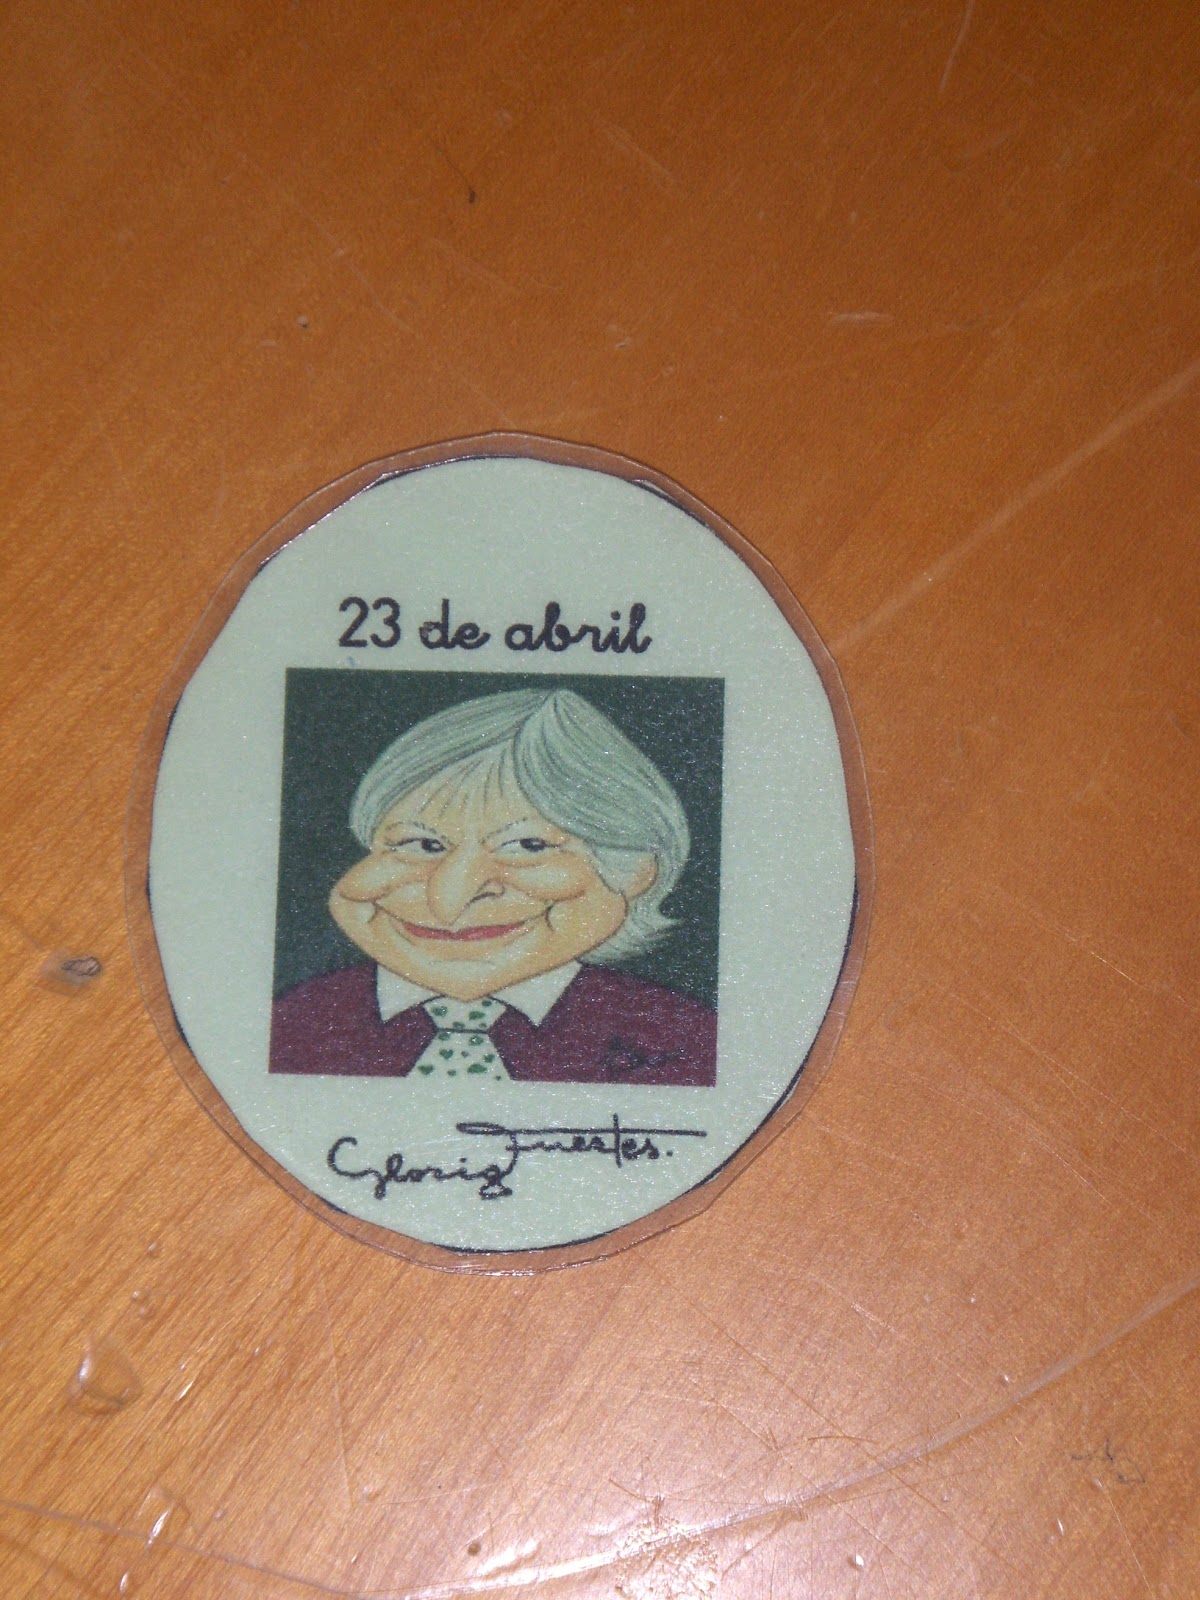 23 de abril
Gloria Fuertes.